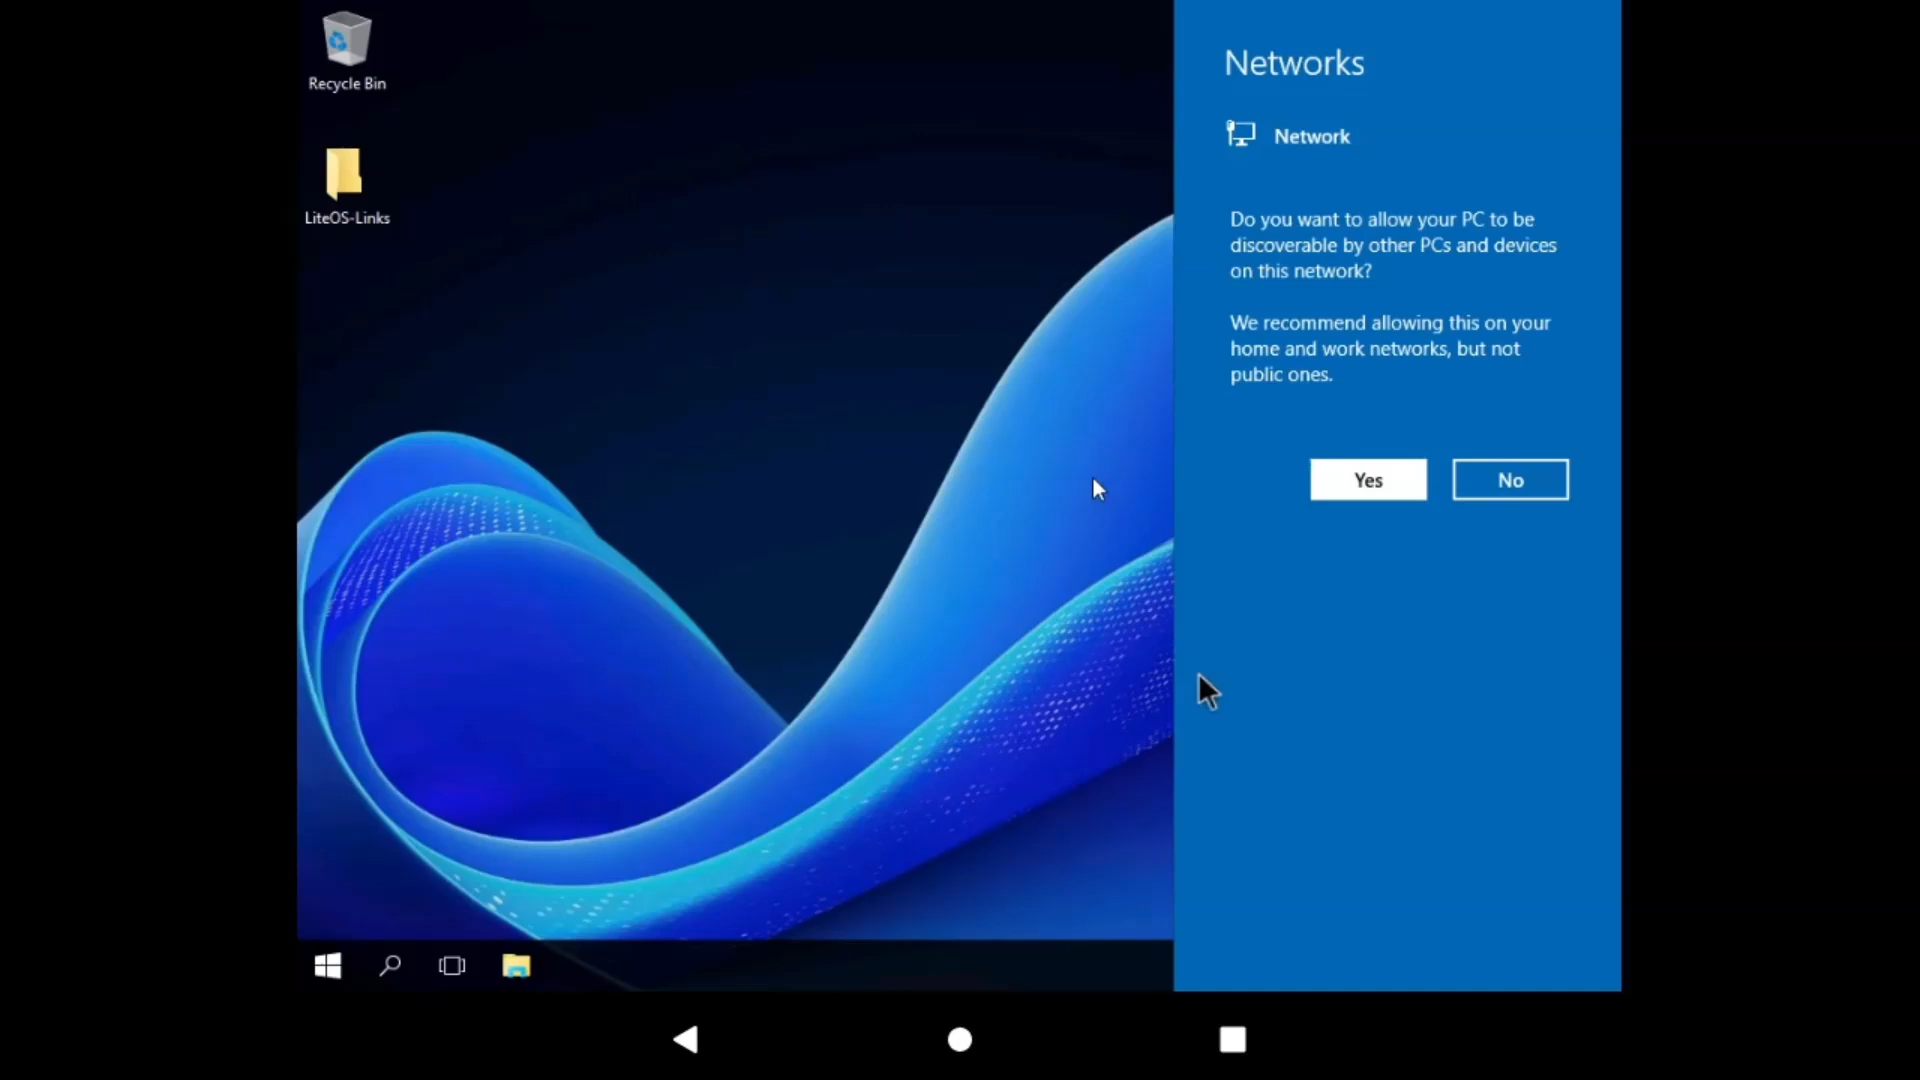 Recycle Bin
LiteOS-Links
Networks
Network
Do you want to allow your PC to be
discoverable by other PCs and devices
on this network?
We recommend allowing this on your
home and work networks, but not
public ones.
Yes
No